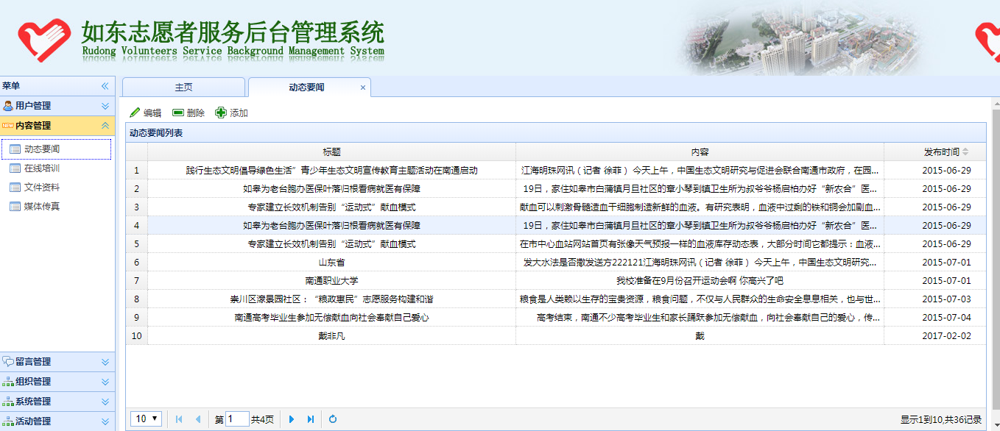 如东志愿者服务后台管理系统
Rudong Volunteers Service Background Management System
菜单
用户管理
NEW 内容管理
动态要闻
在线培训
文件资料
媒体传真
留言管理
组织管理
系统管理
活动管理
主页 动态要闻 ×
编辑 删除 添加
动态要闻列表
标题 内容 发布时间
1 践行生态文明倡导绿色生活”青少年生态文明宣传教育主题活动在南通启动 江海明珠网讯（记者 徐菲 ）今天上午，中国生态文明研究与促进会联合南通市政府，在园... 2015-06-29
2 如皋为老台胞办医保叶落归根看病就医有保障 19日，家住如皋市白蒲镇月旦社区的章小琴到镇卫生所为叔爷爷杨启柏办好“新农合”医... 2015-06-29
3 专家建立长效机制告别“运动式”献血模式 献血可以刺激骨髓造血干细胞制造新鲜的血液。有研究表明，血液中过剩的铁和铜会加剧血... 2015-06-29
4 如皋为老台胞办医保叶落归根看病就医有保障 19日，家住如皋市白蒲镇月旦社区的章小琴到镇卫生所为叔爷爷杨启柏办好“新农合”医... 2015-06-29
5 专家建立长效机制告别“运动式”献血模式 在市中心血站网站首页有张像天气预报一样的血液库存动态表，大部分时间它都提示：血液... 2015-06-29
6 山东省 发大水法是否撒发送方222121江海明珠网讯（记者 徐菲 ）今天上午，中国生态文明研究... 2015-07-01
7 南通职业大学 我校准备在9月份召开运动会啊 你高兴了吧 2015-07-01
8 崇川区濠景园社区：“粮政惠民”志愿服务构建和谐 粮食是人类赖以生存的宝贵资源，粮食问题，不仅与人民群众的生命安全息息相关，也与世... 2015-07-03
9 南通高考毕业生参加无偿献血向社会奉献自己爱心 高考结束，南通不少高考毕业生和家长踊跃参加无偿献血，向社会奉献自己的爱心，传... 2015-07-04
10 戴非凡 戴 2017-02-02
10 第 1 共4页 显示1到10,共36记录